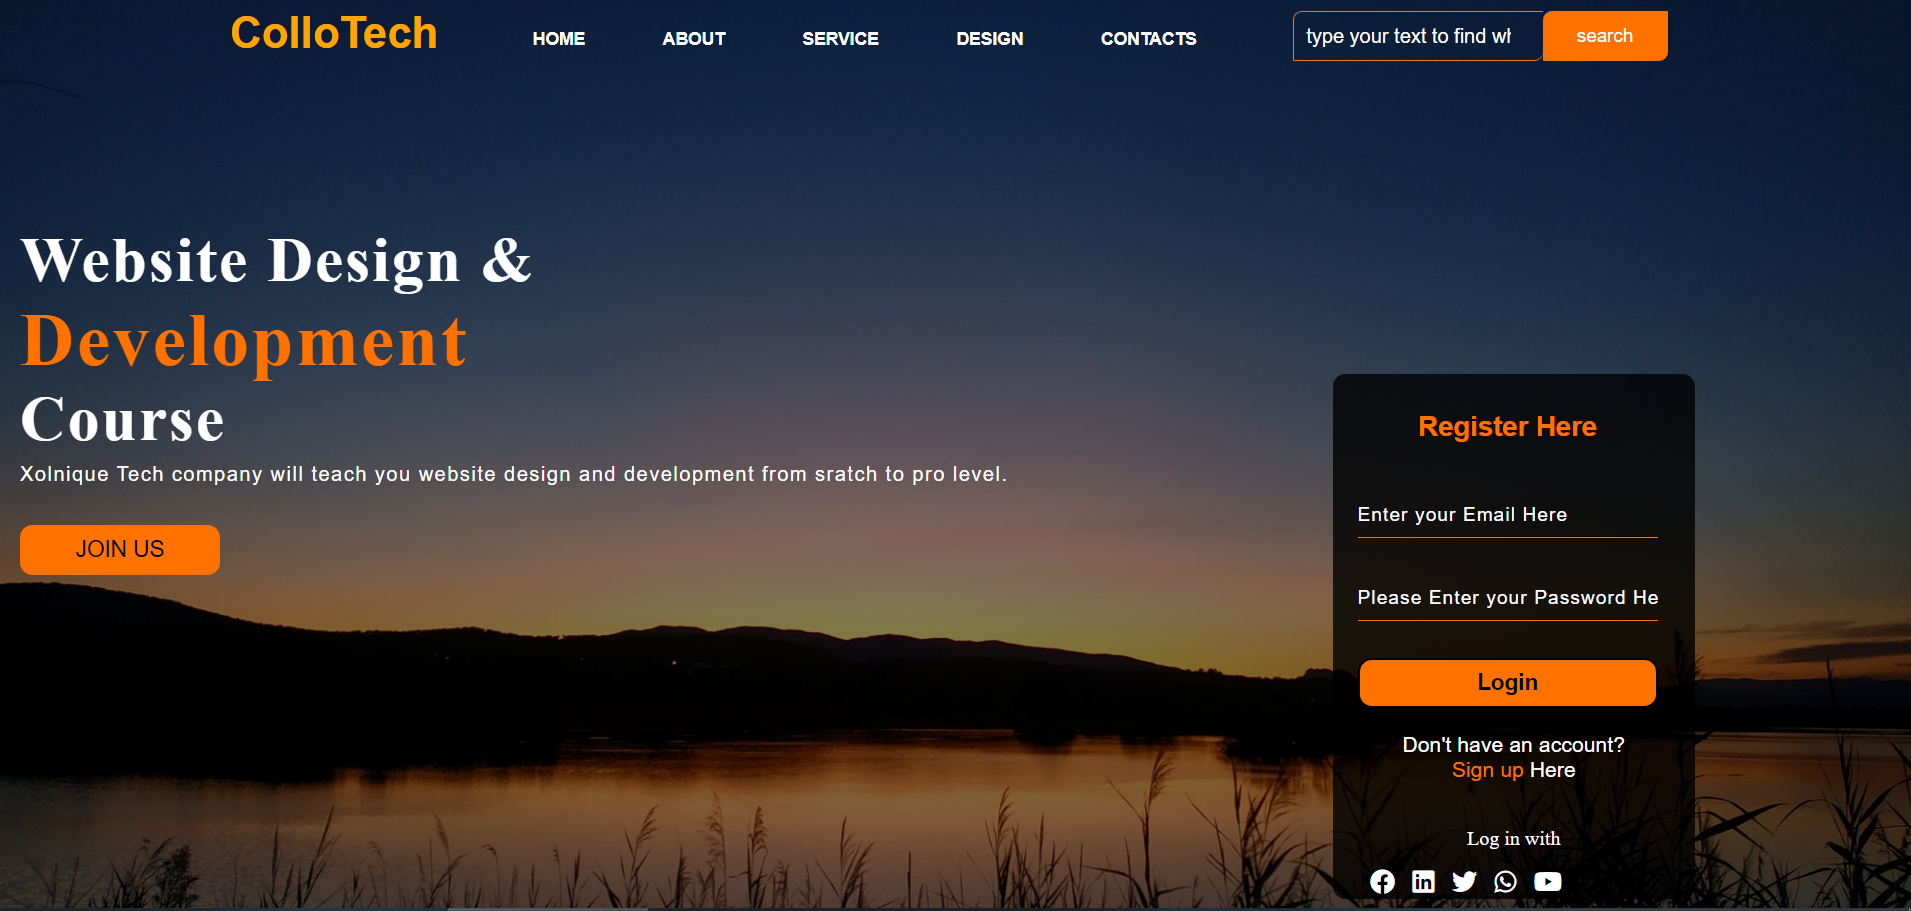 ColloTech
HOME ABOUT SERVICE DESIGN CONTACTS
type your text to find wh
search
Website Design &
Development
Course
Xolnique Tech company will teach you website design and development from sratch to pro level.
JOIN US
Register Here
Enter your Email Here
Please Enter your Password He
Login
Don't have an account?
Sign up Here
Log in with